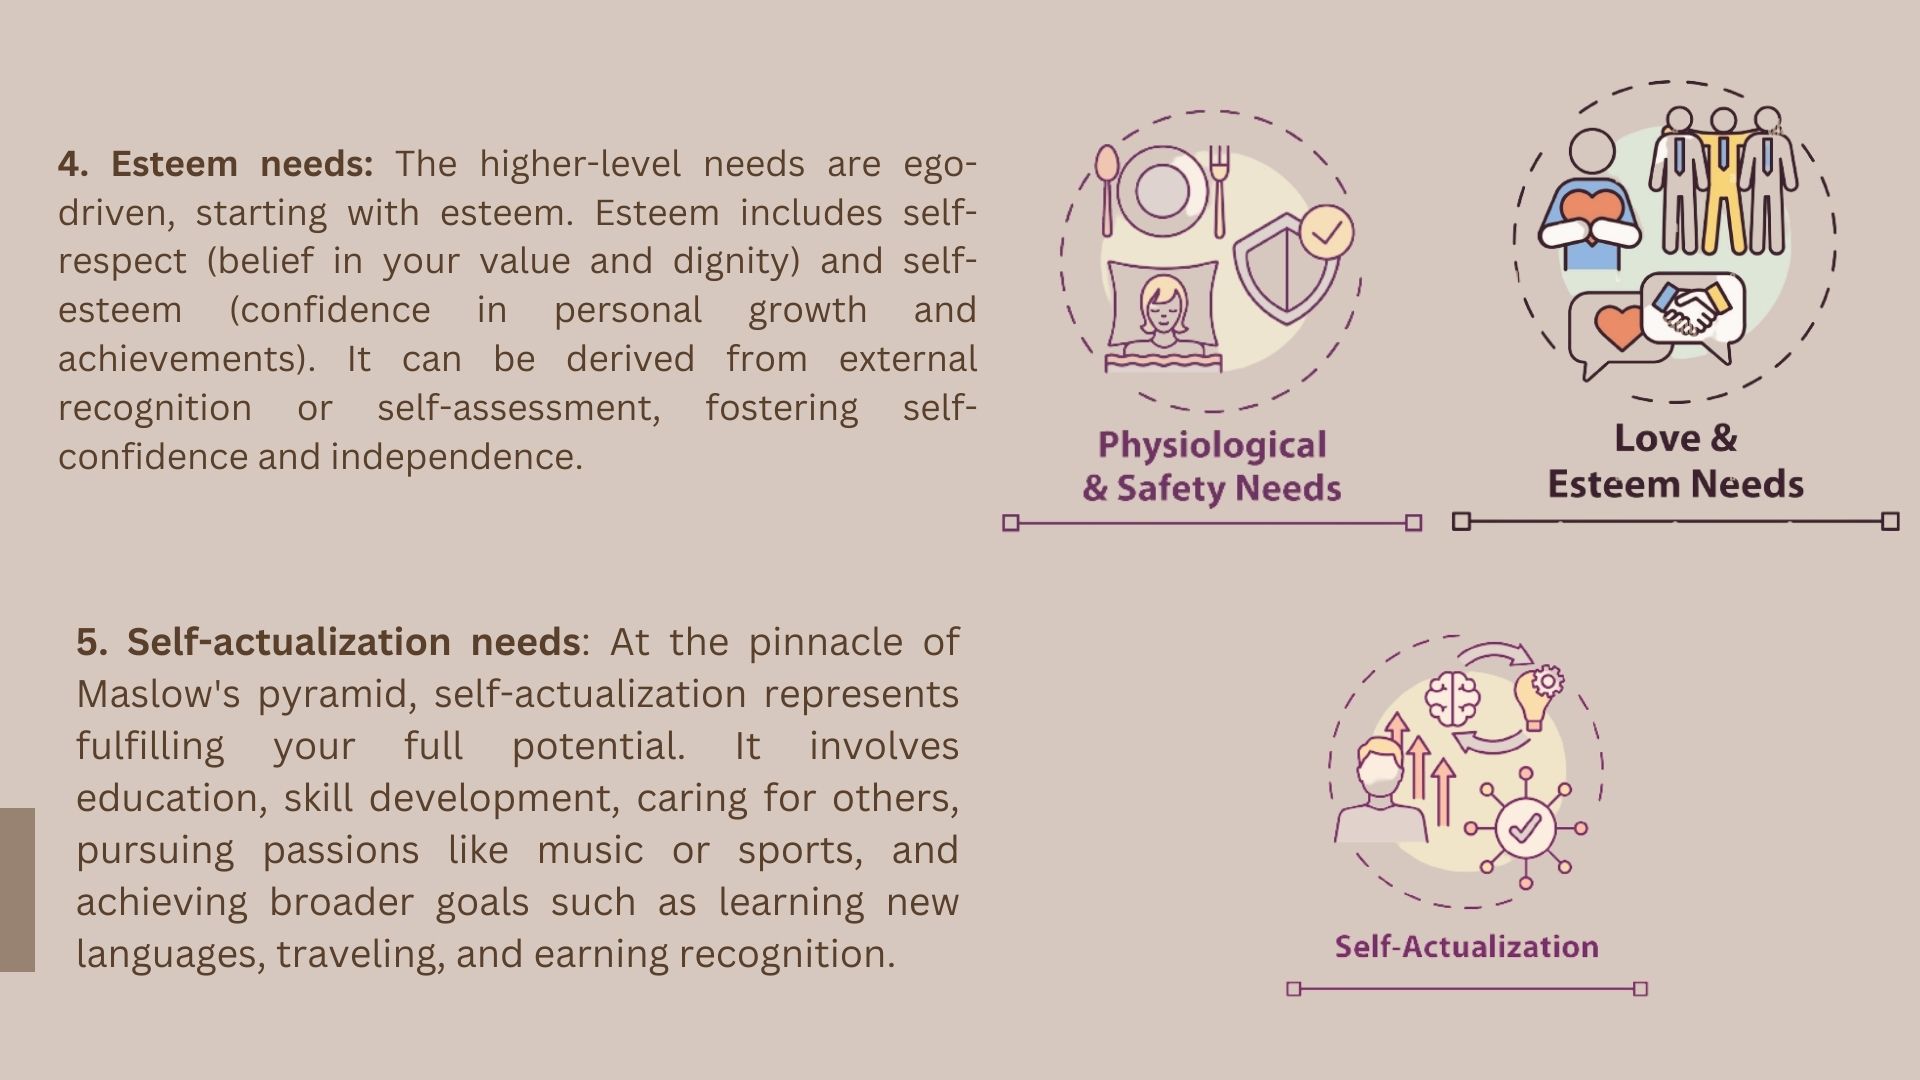 4. Esteem needs: The higher-level needs are ego-
driven, starting with esteem. Esteem includes self-
respect (belief in your value and dignity) and self-
esteem (confidence in personal growth and
achievements). It can be derived from external
recognition or self-assessment, fostering self-
confidence and independence.
Physiological
& Safety Needs
Love &
Esteem Needs
5. Self-actualization needs: At the pinnacle of
Maslow's pyramid, self-actualization represents
fulfilling your full potential. It involves
education, skill development, caring for others,
pursuing passions like music or sports, and
achieving broader goals such as learning new
languages, traveling, and earning recognition.
Self-Actualization